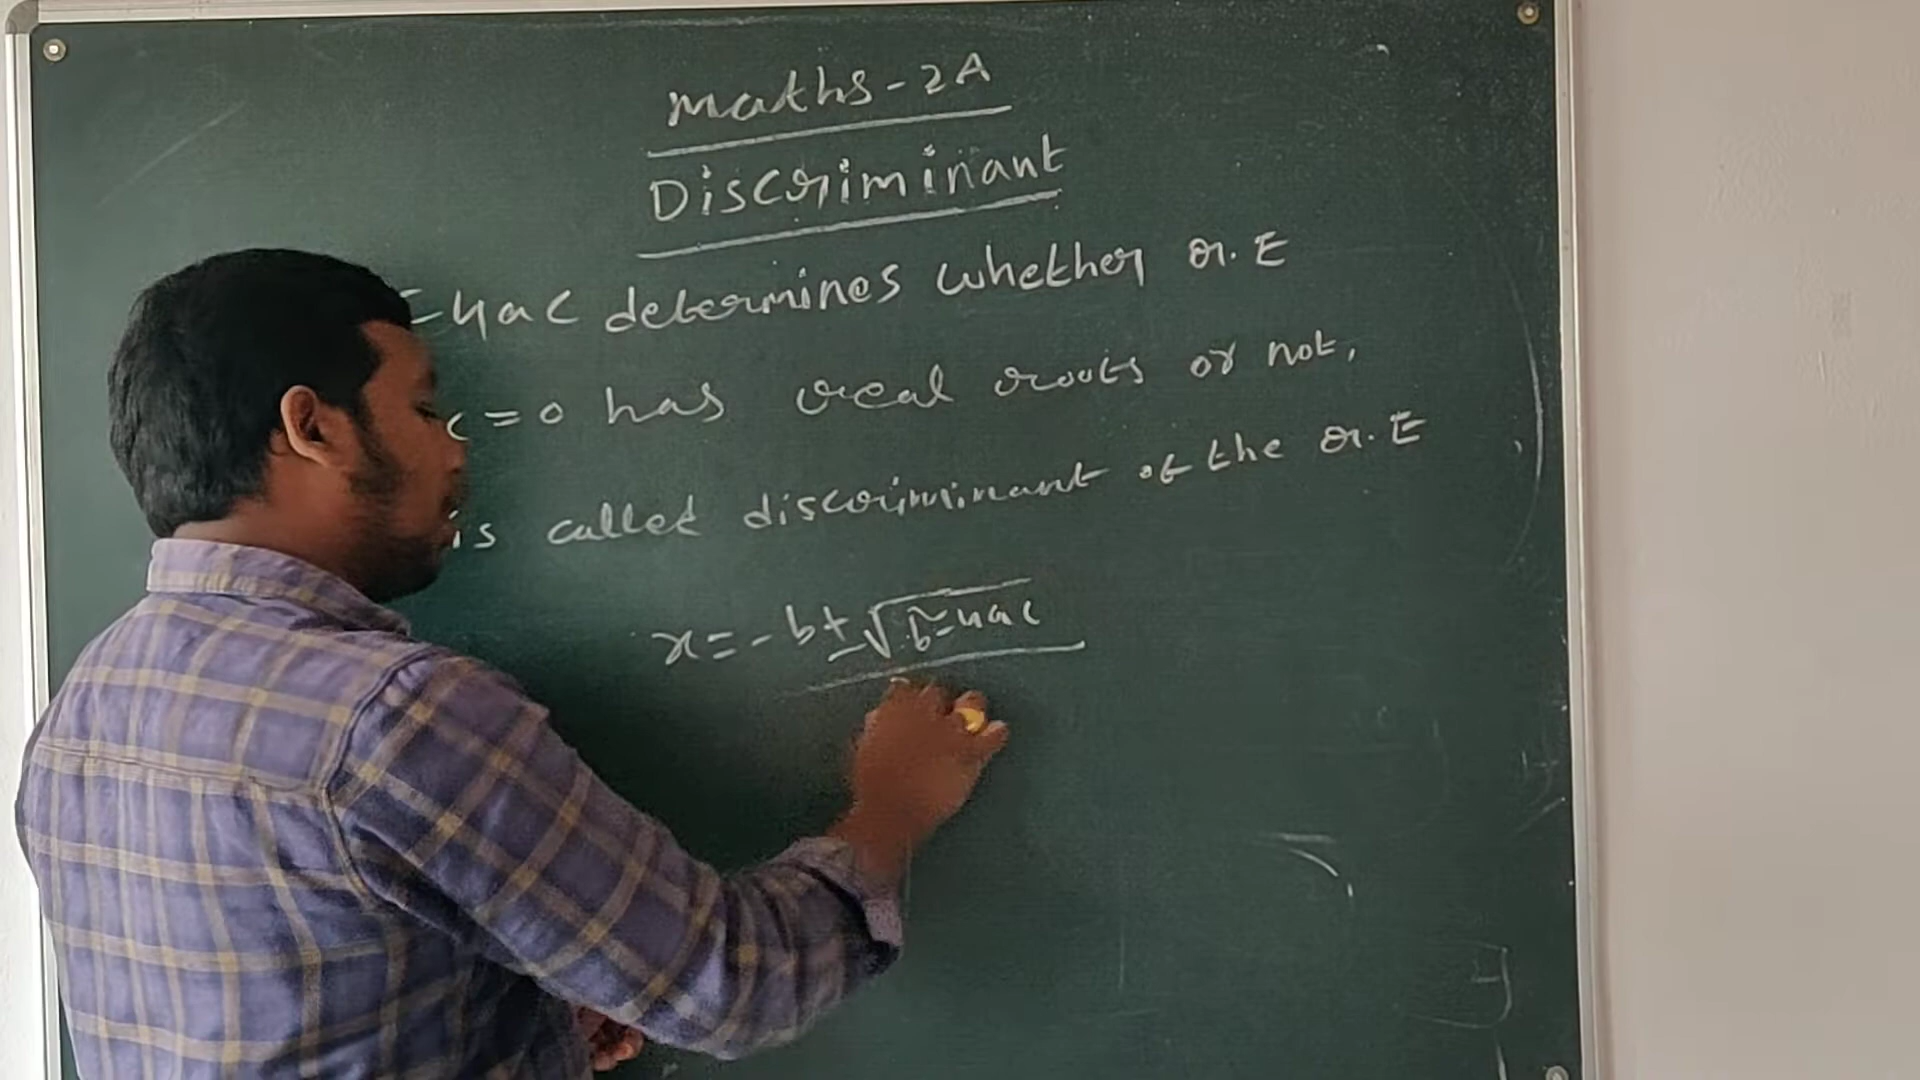 Maths-2A
Discriminant
-4ac determines whether Q.E
c=0 has real roots or not,
is called discriminant of the Q.E
x=-b±√b²-4ac